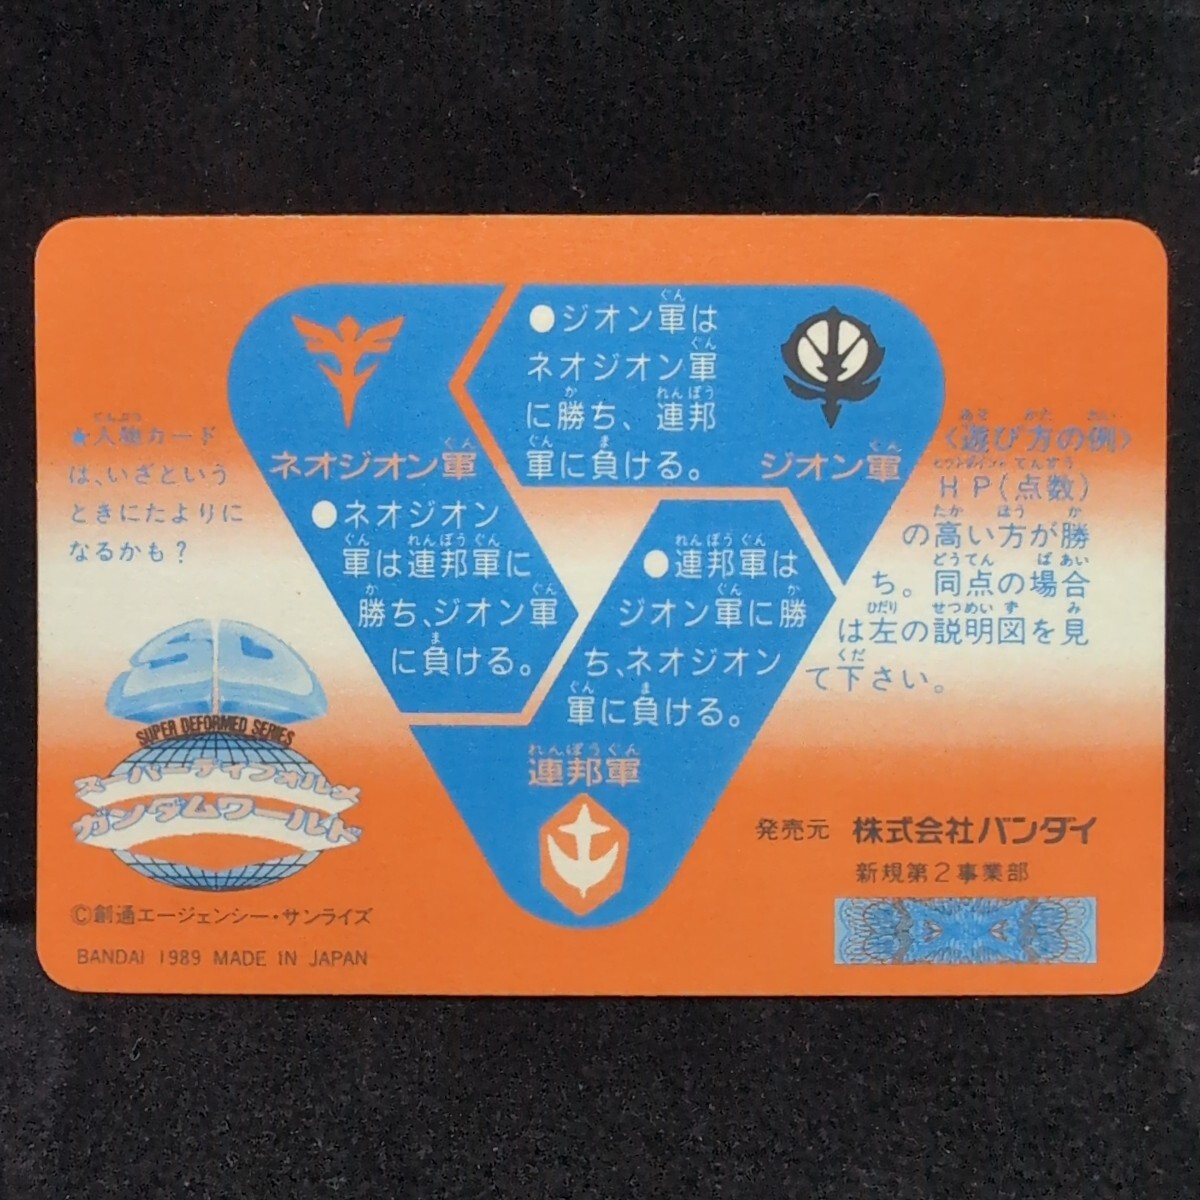 ★人物カード
は、いざという
ときにたよりに
なるかも?
ネオジオン軍
●ジオン軍は
ネオジオン軍
に勝ち、連邦
軍に負ける。
ジオン軍
●ネオジオン
軍は連邦軍に
勝ち、ジオン軍
に負ける。
●連邦軍は
ジオン軍に勝
ち、ネオジオン
軍に負ける。
連邦軍
<遊び方の例>
HP(点数)
の高い方が勝
ち。同点の場合
は左の説明図を見
て下さい。
SD
SUPER DEFORMED SERIES
スーパーディフォルメ
ガンダムワールド
©創通エージェンシー・サンライズ
BANDAI 1989 MADE IN JAPAN
発売元 株式会社バンダイ
新規第2事業部